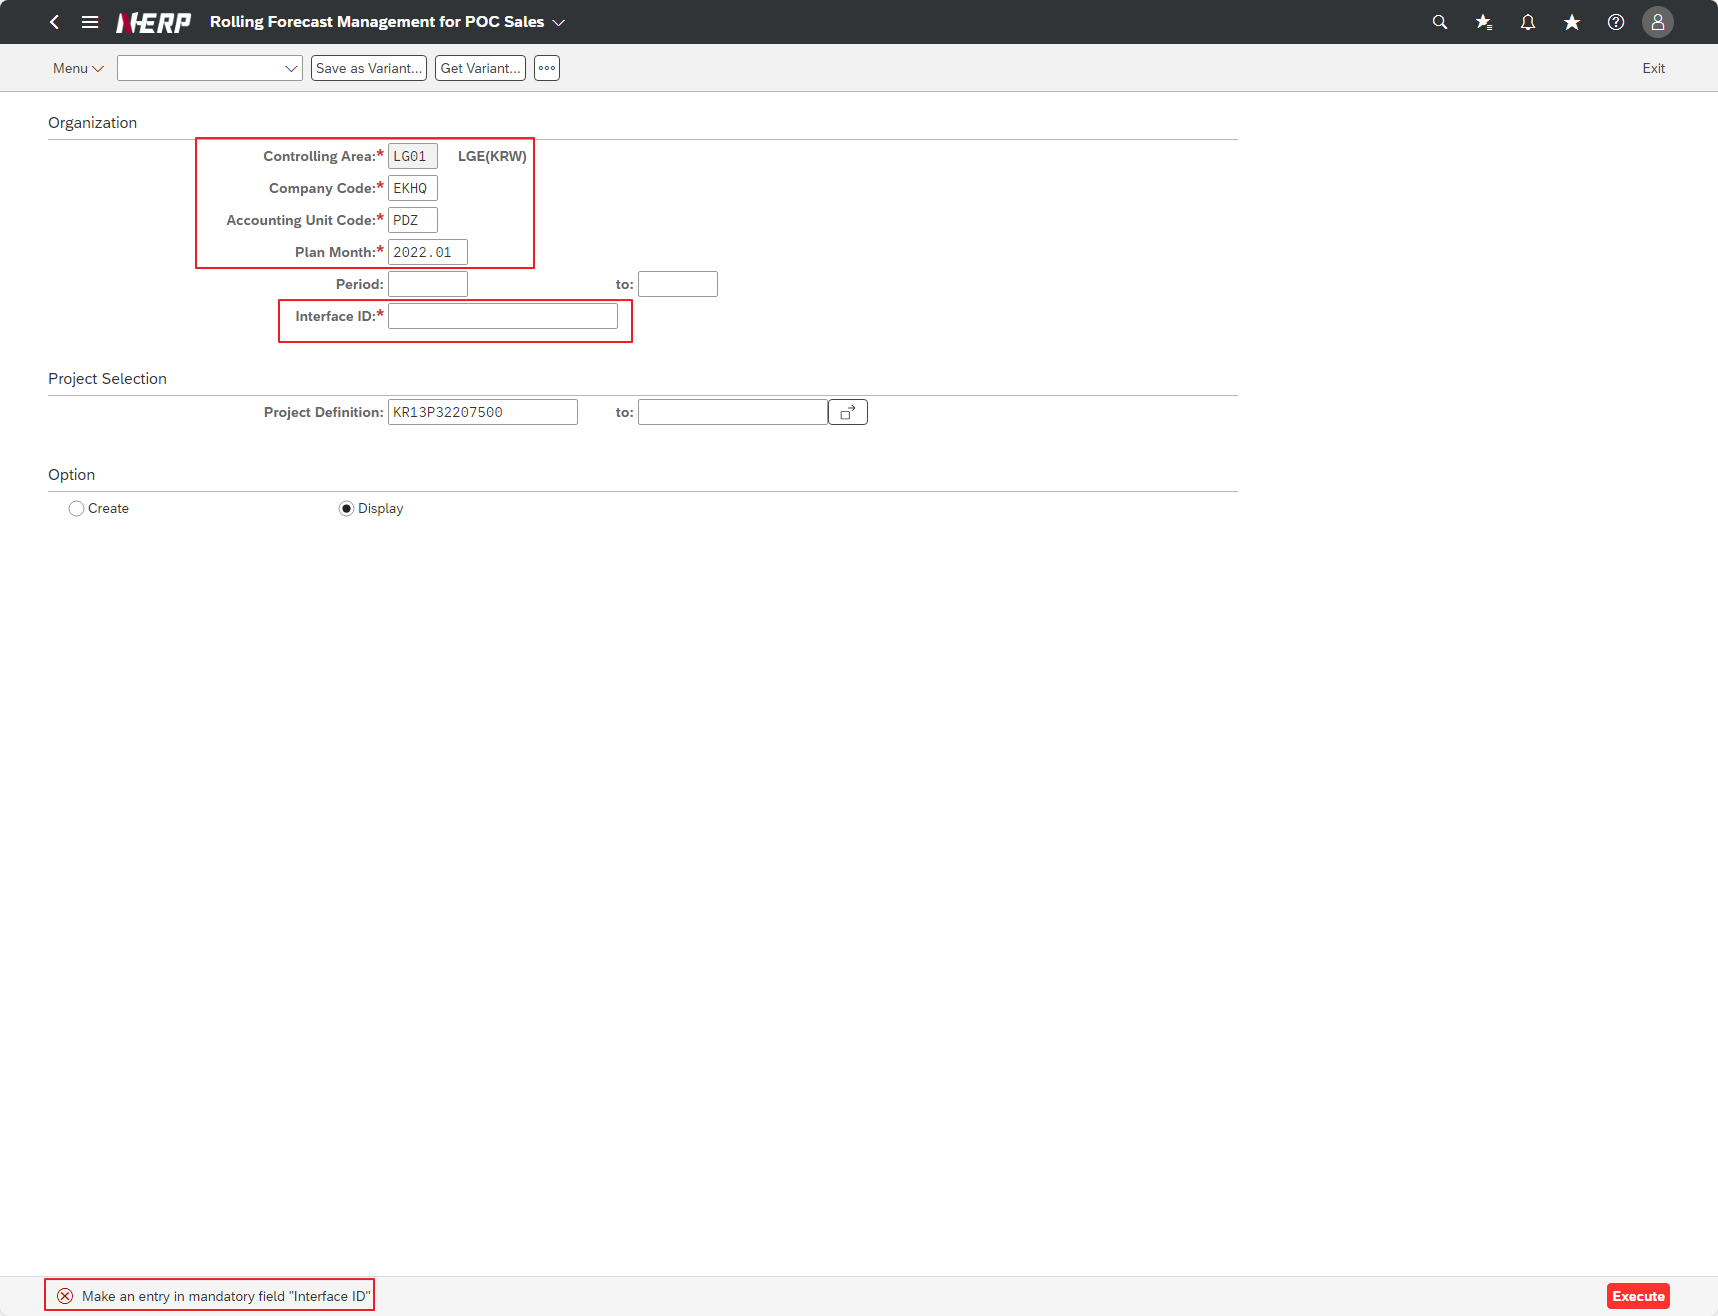 NERP Rolling Forecast Management for POC Sales
Menu Save as Variant... Get Variant... Exit
Organization
Controlling Area:* LG01 LGE(KRW)
Company Code:* EKHQ
Accounting Unit Code:* PDZ
Plan Month:* 2022.01
Period: to:
Interface ID:*
Project Selection
Project Definition: KR13P32207500 to:
Option
Create Display
Make an entry in mandatory field "Interface ID" Execute